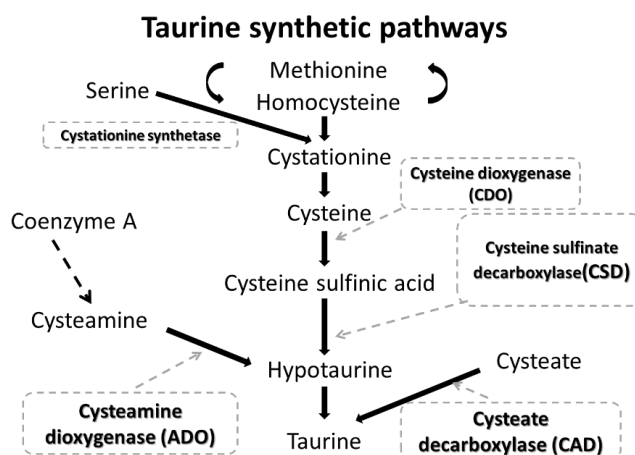 Taurine synthetic pathways
Methionine
Serine
Homocysteine
Cystationine synthetase
Cystationine
Cysteine dioxygenase
(CDO)
Cysteine
Coenzyme A
Cysteine sulfinate
decarboxylase(CSD)
Cysteine sulfinic acid
Cysteamine
Hypotaurine
Cysteate
Cysteamine
dioxygenase (ADO)
Cysteate
decarboxylase (CAD)
Taurine